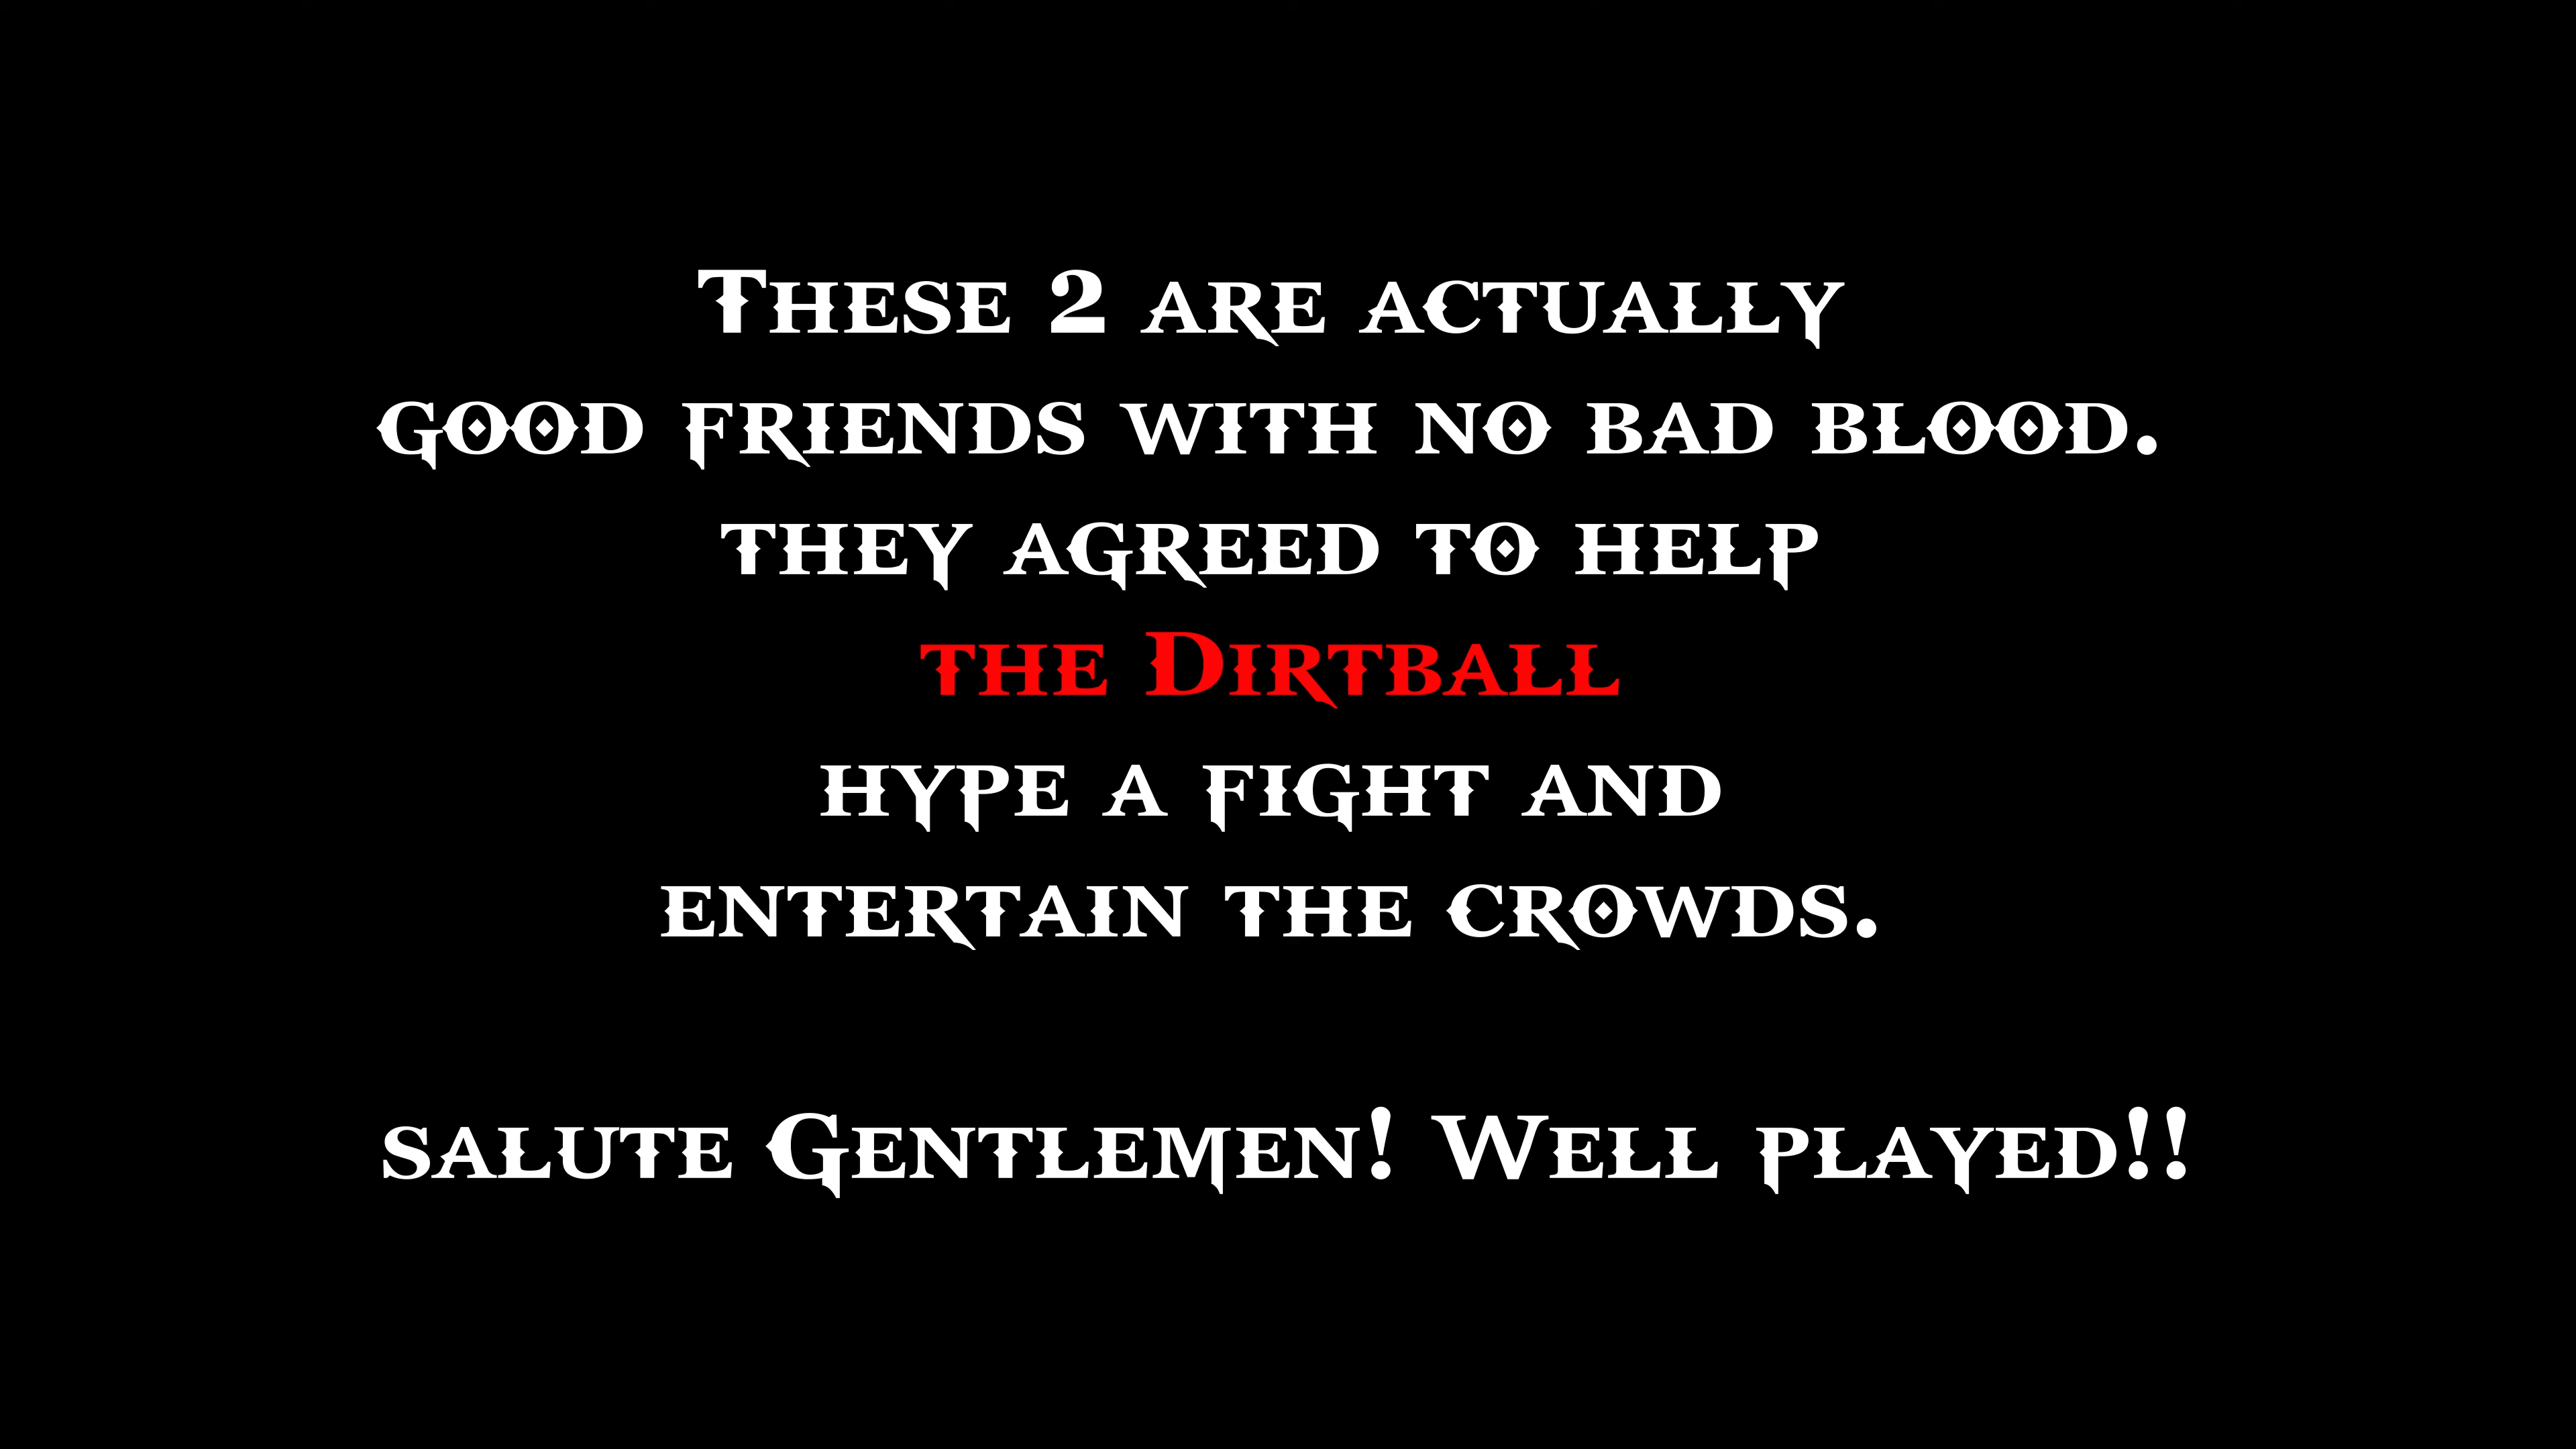 These 2 are actually
good friends with no bad blood.
they agreed to help
the Dirtball
hype a fight and
entertain the crowds.
salute Gentlemen! Well played!!